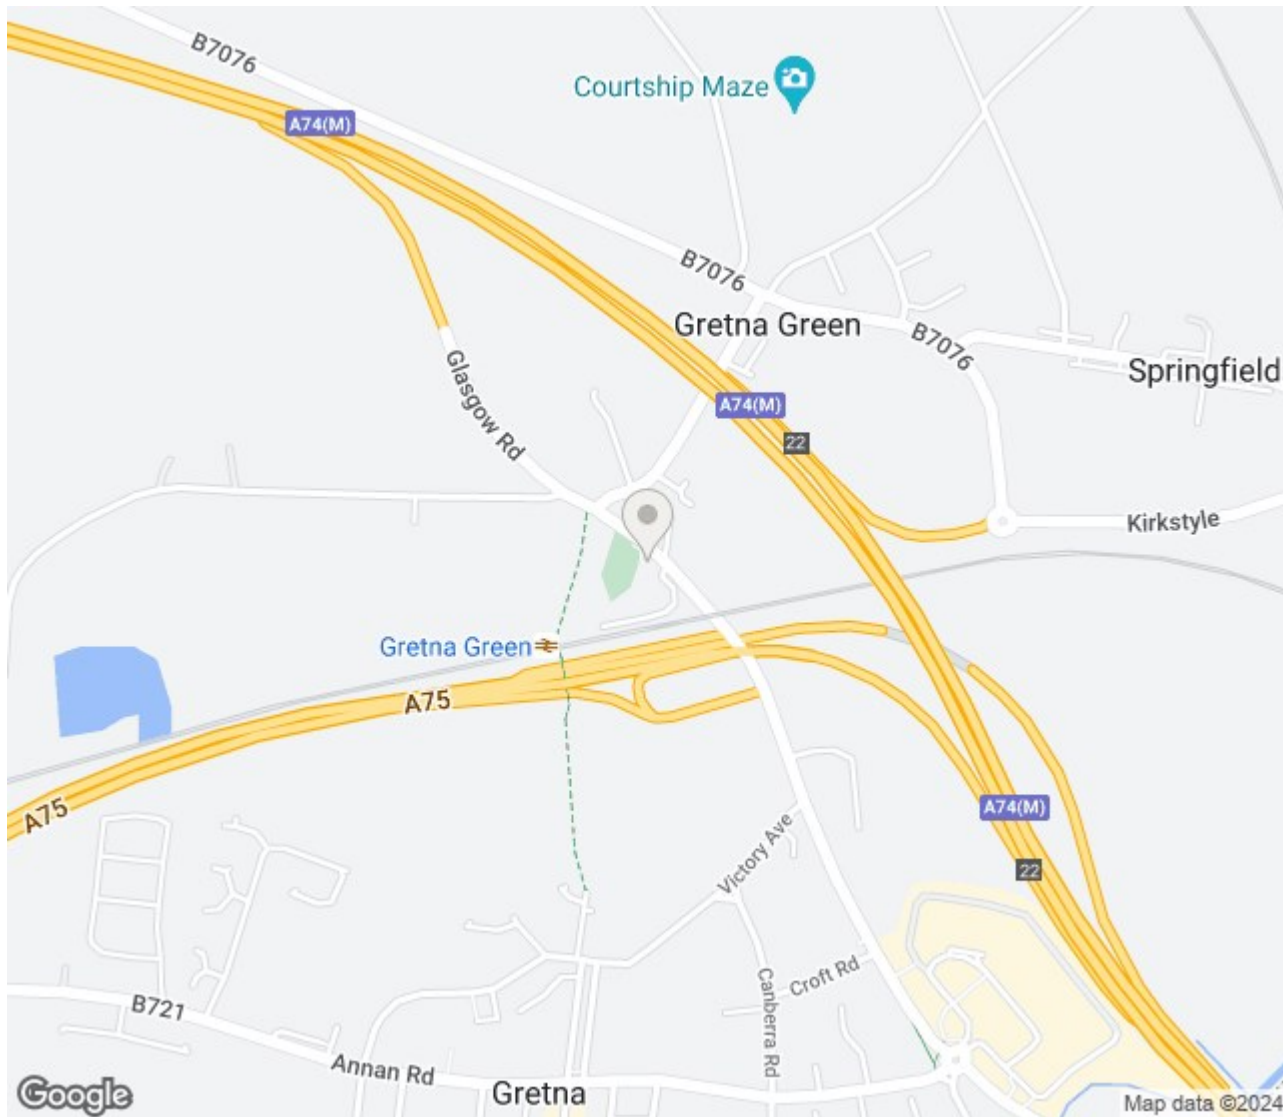 B7076
Courtship Maze
A74(M)
B7076
Gretna Green
B7076
Springfield
Glasgow Rd
A74(M)
22
Kirkstyle
Gretna Green
A75
A75
A74(M)
Victory Ave
22
Croft Rd
Canberra Rd
B721
Annan Rd
Gretna
Google
Map data ©2024